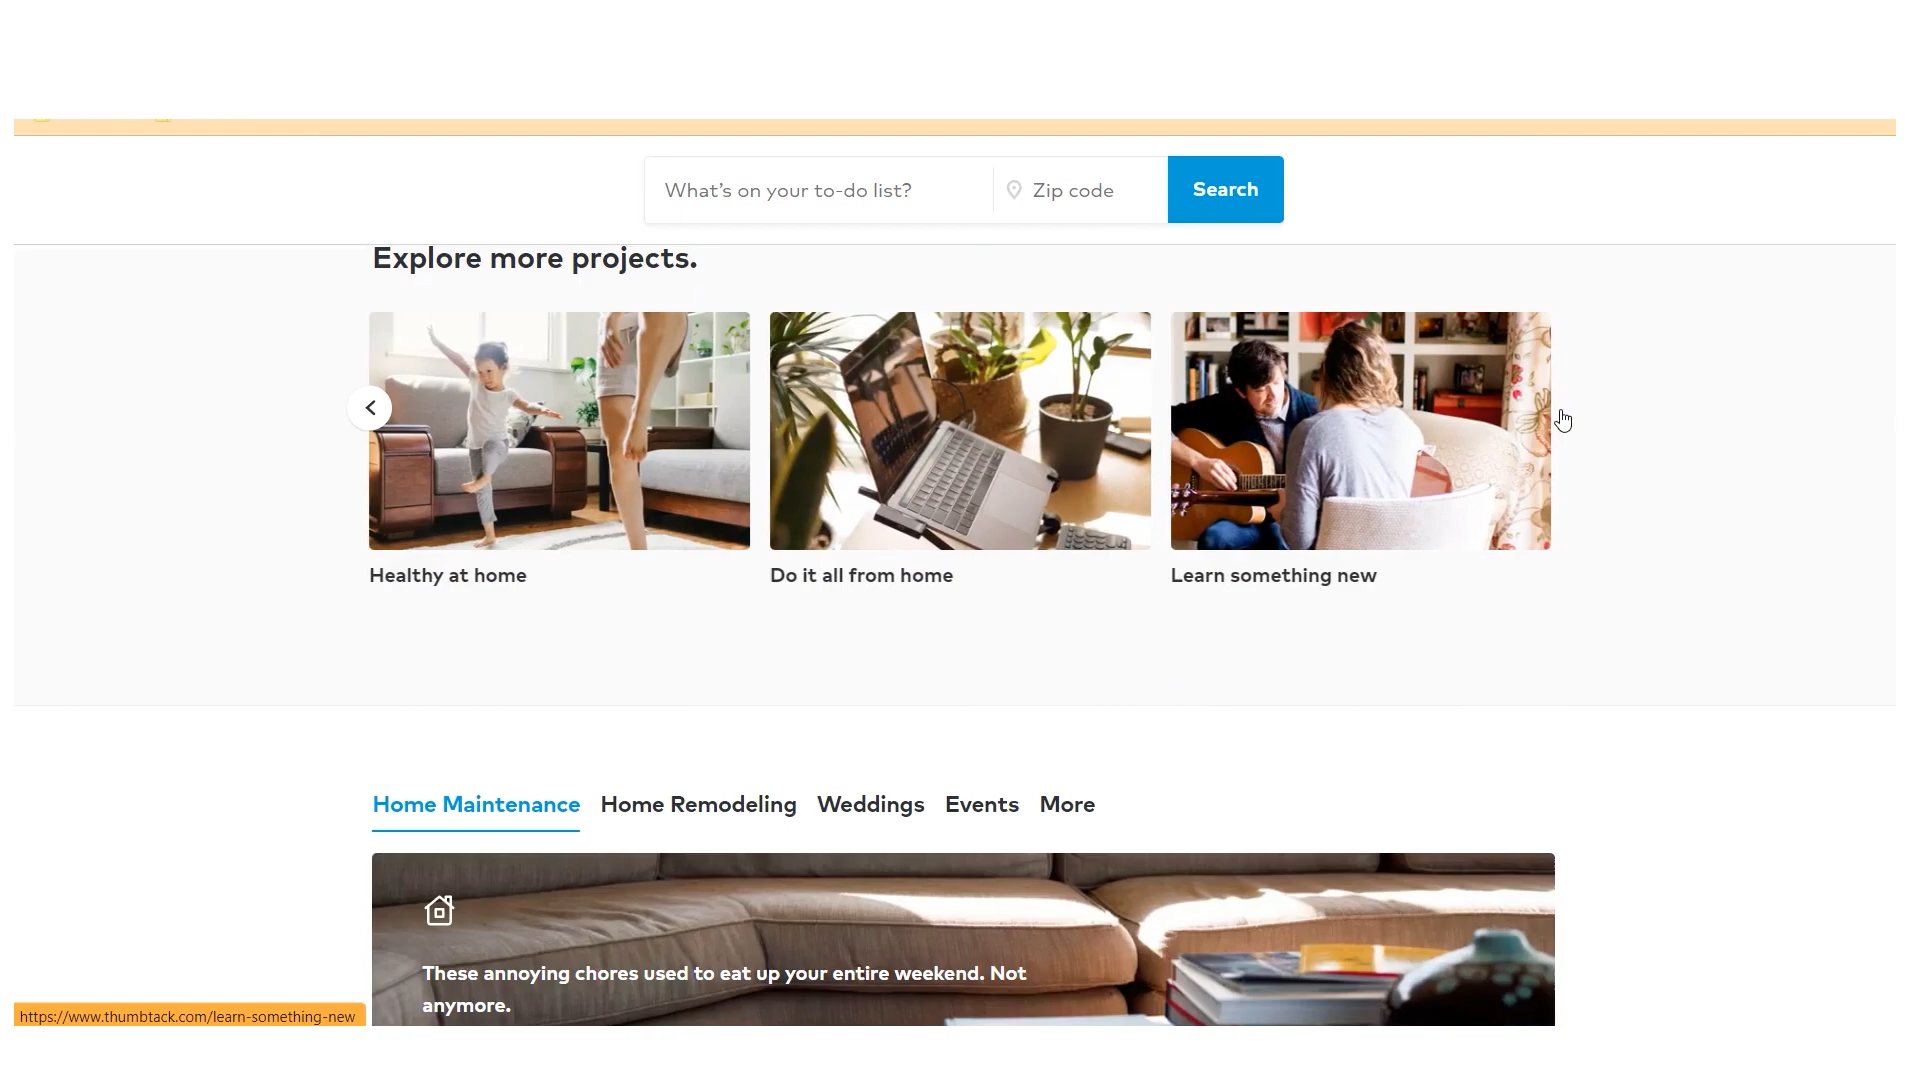 What's on your to-do list?
Zip code
Search
Explore more projects.
Healthy at home
Do it all from home
Learn something new
Home Maintenance
Home Remodeling
Weddings
Events
More
These annoying chores used to eat up your entire weekend. Not
anymore.
https://www.thumbtack.com/learn-something-new